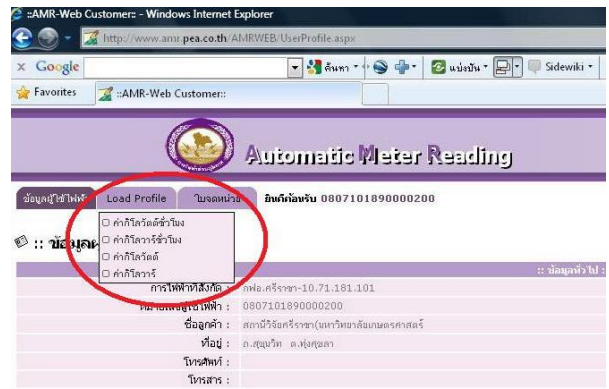 ::AMR-Web Customer:: - Windows Internet Explorer
http://www.amr.pea.co.th/AMRWEB/UserProfile.aspx
x Google ค้นหา แบ่งปัน Sidewiki
Favorites ::AMR-Web Customer::
Automatic Meter Reading
ข้อมูลผู้ใช้ไฟฟ้า Load Profile ใบจดหน่วย ยินดีต้อนรับ 0807101890000200
ค่ากิโลวัตต์ชั่วโมง
ค่ากิโลวาร์ชั่วโมง
:: ข้อมูล
ค่ากิโลวัตต์
ค่ากิโลวาร์
:: ข้อมูลทั่วไป :
การไฟฟ้าที่สังกัด : กฟอ.ศรีราชา-10.71.181.101
หมายเลขผู้ใช้ไฟฟ้า : 0807101890000200
ชื่อลูกค้า : สถานีวิจัยศรีราชา(มหาวิทยาลัยเกษตรศาสตร์
ที่อยู่ : ถ.สุขุมวิท ต.ทุ่งศุขลา
โทรศัพท์ :
โทรสาร :